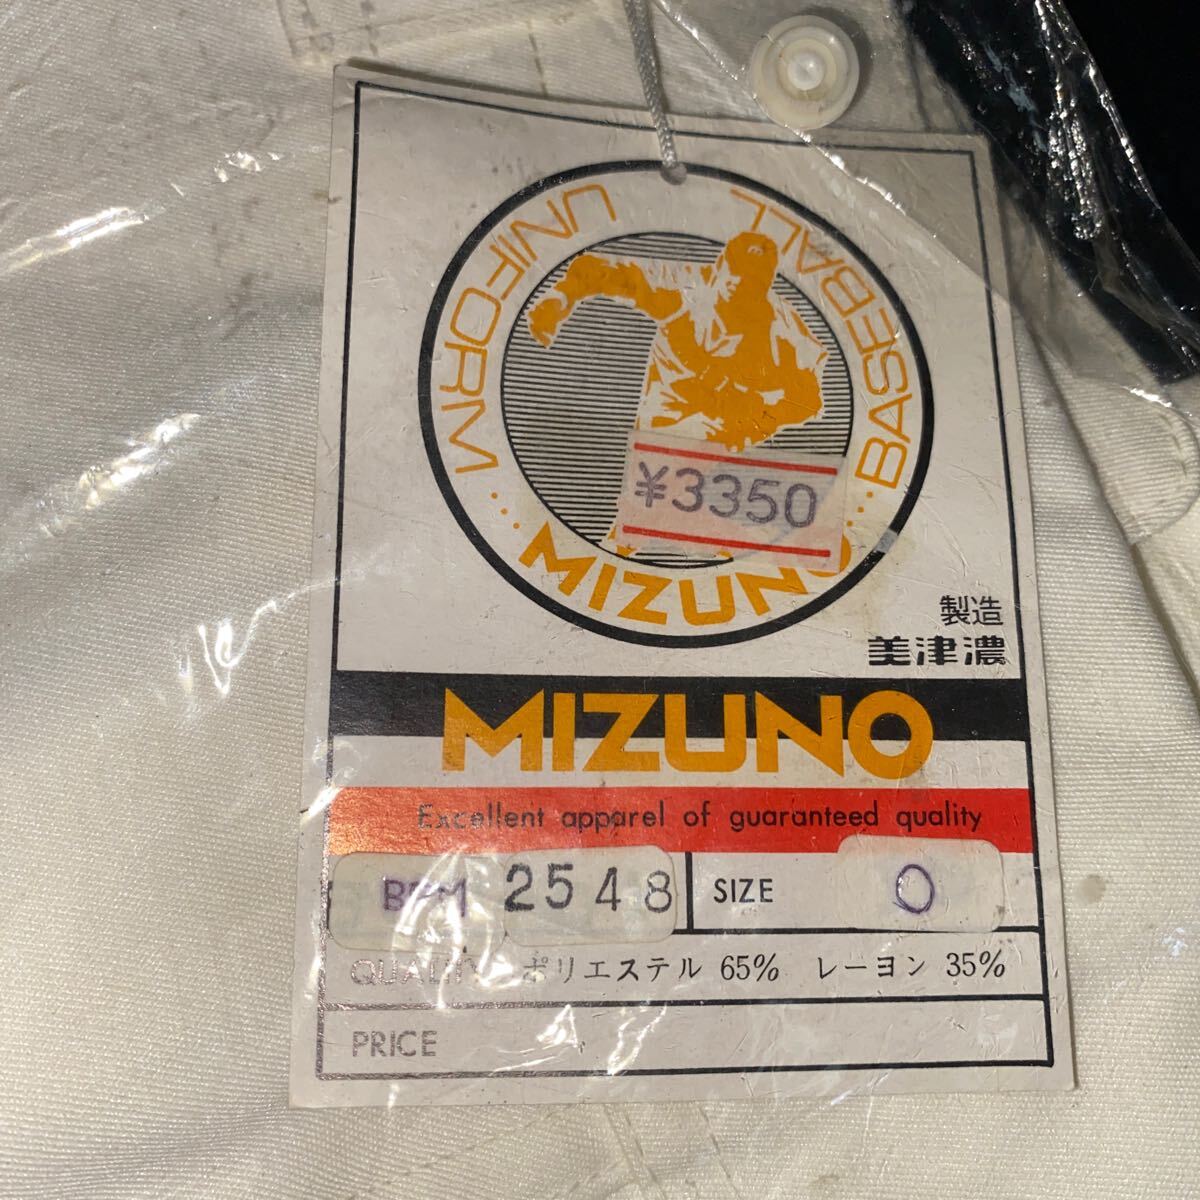 UNIFORM...MIZUNO...BASEBALL
¥3350
製造
美津濃
MIZUNO
Excellent apparel of guaranteed quality
2548 SIZE O
QUALITY ポリエステル 65% レーヨン 35%
PRICE